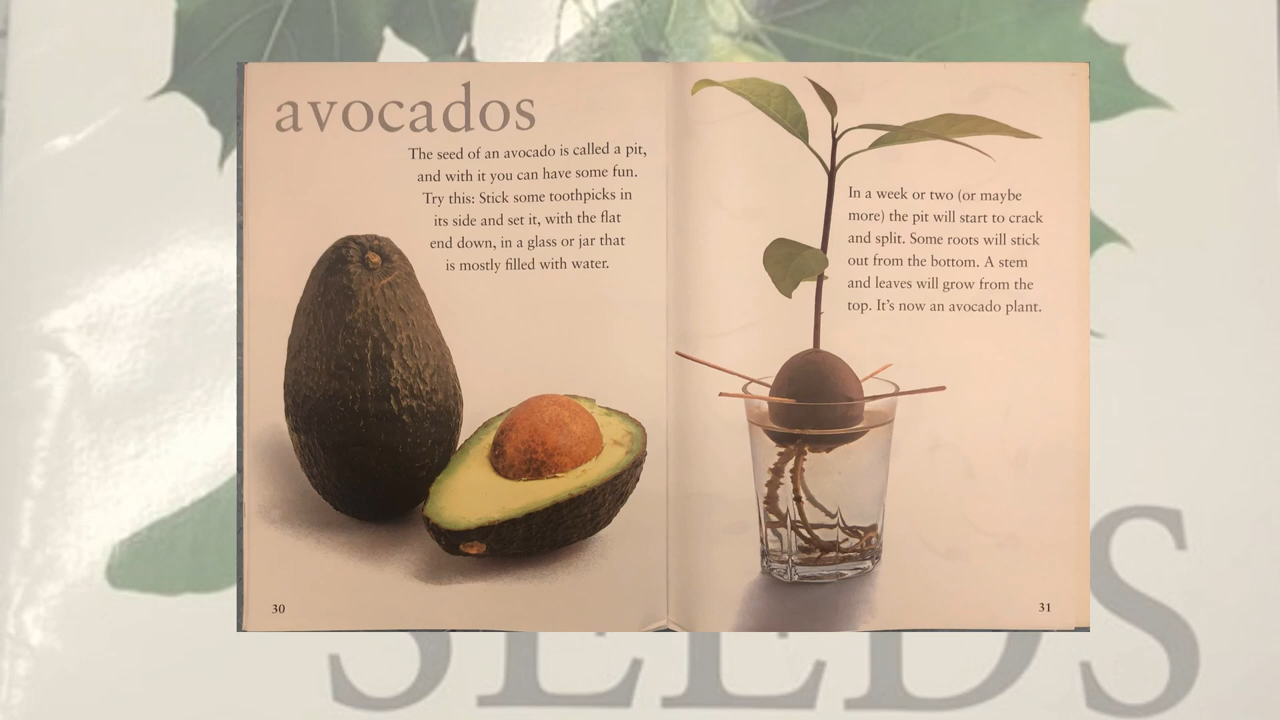 avocados
The seed of an avocado is called a pit,
and with it you can have some fun.
Try this: Stick some toothpicks in
its side and set it, with the flat
end down, in a glass or jar that
is mostly filled with water.
30
In a week or two (or maybe
more) the pit will start to crack
and split. Some roots will stick
out from the bottom. A stem
and leaves will grow from the
top. It's now an avocado plant.
31
SEEDS